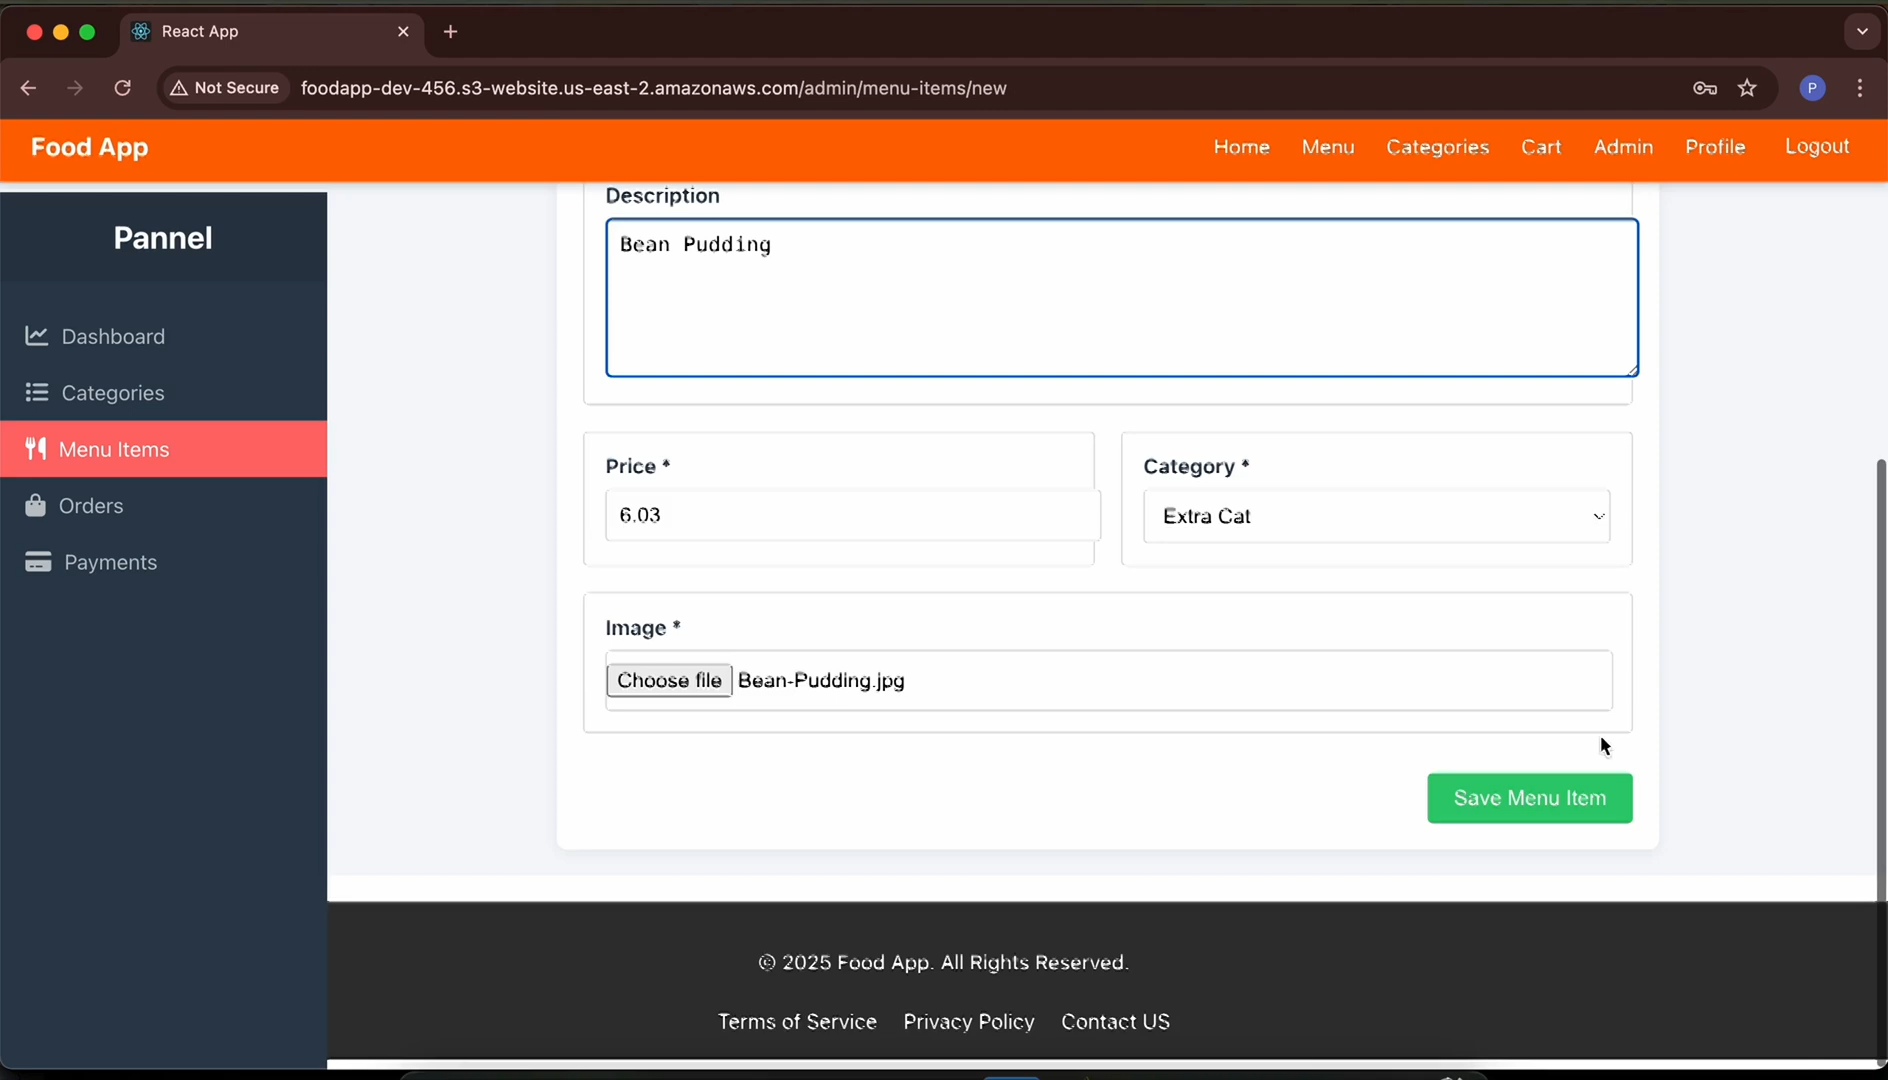 React App
Not Secure
foodapp-dev-456.s3-website.us-east-2.amazonaws.com/admin/menu-items/new
P
Food App
Home
Menu
Categories
Cart
Admin
Profile
Logout
Pannel
Dashboard
Categories
Menu Items
Orders
Payments
Description
Bean Pudding
Price *
6.03
Category *
Extra Cat
Image *
Choose file Bean-Pudding.jpg
Save Menu Item
© 2025 Food App. All Rights Reserved.
Terms of Service Privacy Policy Contact US